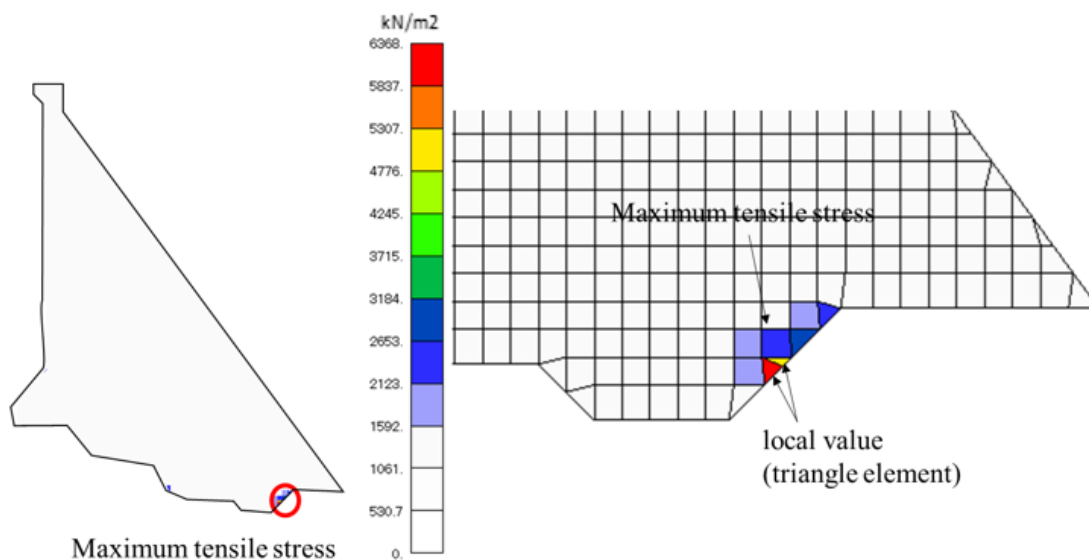 kN/m2
6368.
5837.
5307.
4776.
4245.
3715.
3184.
2653.
2123.
1592.
1061.
530.7
0.
Maximum tensile stress
Maximum tensile stress
local value
(triangle element)